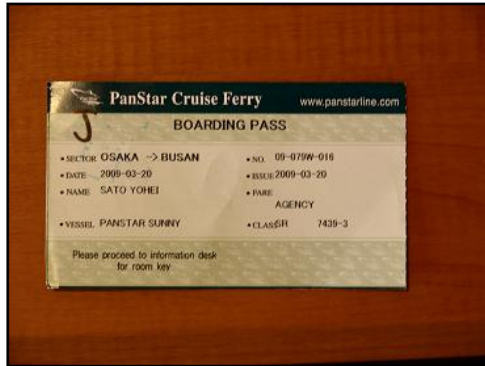 PanStar Cruise Ferry www.panstarline.com
J
BOARDING PASS
• SECTOR OSAKA -> BUSAN • NO. 09-079W-016
• DATE 2009-03-20 • ISSUE 2009-03-20
• NAME SATO YOHEI • FARE
AGENCY
• VESSEL PANSTAR SUNNY • CLASS SR 7439-3
Please proceed to information desk
for room key